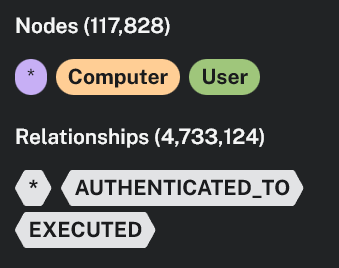 Nodes (117,828)
* Computer User
Relationships (4,733,124)
* AUTHENTICATED_TO
EXECUTED